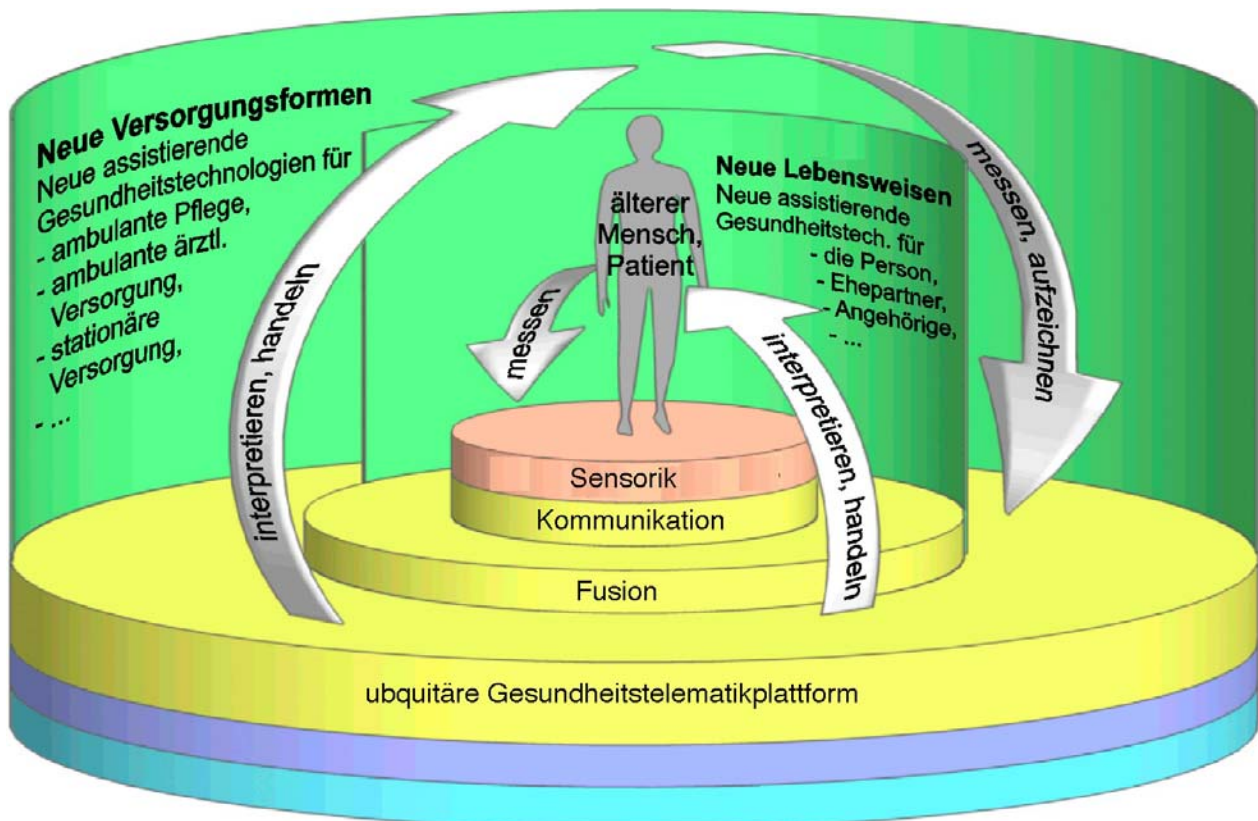 Neue Versorgungsformen
Neue assistierende
Gesundheitstechnologien für
- ambulante Pflege,
- ambulante ärztl.
Versorgung,
- stationäre
Versorgung,
- ...
interpretieren, handeln
älterer
Mensch,
Patient
messen
Neue Lebensweisen
Neue assistierende
Gesundheitstech. für
- die Person,
- Ehepartner,
- Angehörige,
- ...
interpretieren, handeln
messen, aufzeichnen
Sensorik
Kommunikation
Fusion
ubquitäre Gesundheitstelematikplattform